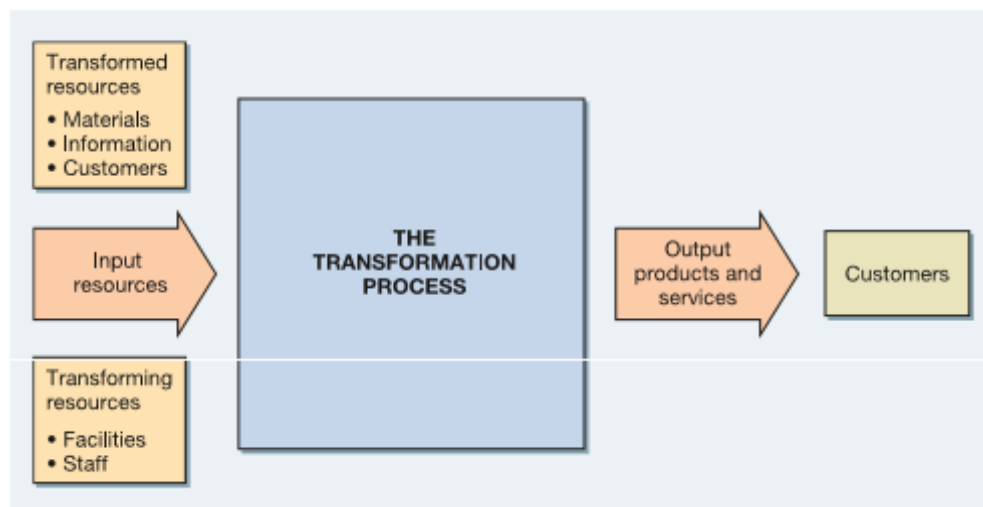 Transformed
resources
• Materials
• Information
• Customers
Input
resources
Transforming
resources
• Facilities
• Staff
THE
TRANSFORMATION
PROCESS
Output
products and
services
Customers